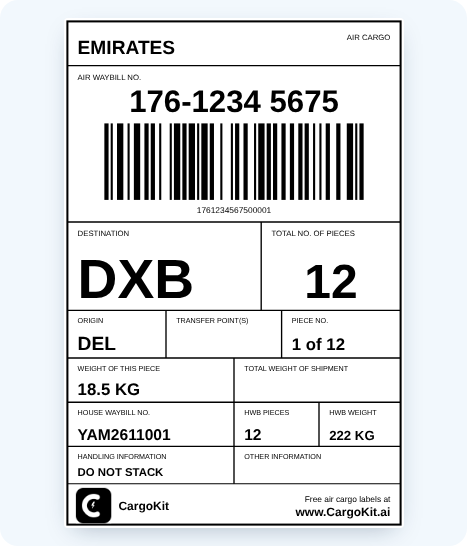 EMIRATES
AIR CARGO
AIR WAYBILL NO.
176-1234 5675
1761234567500001
DESTINATION
DXB
TOTAL NO. OF PIECES
12
ORIGIN
DEL
TRANSFER POINT(S)
PIECE NO.
1 of 12
WEIGHT OF THIS PIECE
18.5 KG
TOTAL WEIGHT OF SHIPMENT
HOUSE WAYBILL NO.
YAM2611001
HWB PIECES
12
HWB WEIGHT
222 KG
HANDLING INFORMATION
DO NOT STACK
OTHER INFORMATION
CargoKit
Free air cargo labels at
www.CargoKit.ai